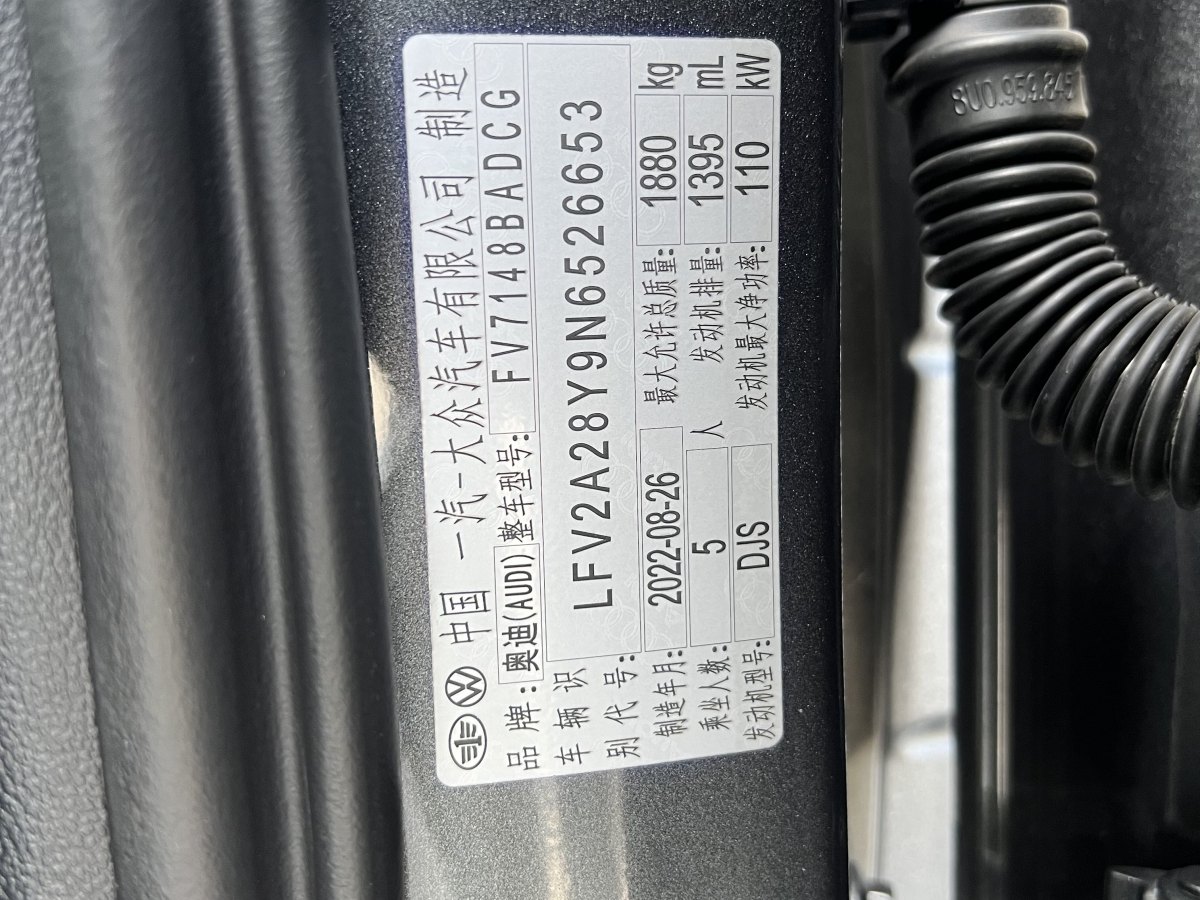 中国 一汽-大众汽车有限公司 制造
品牌: 奥迪(AUDI) 整车型号: FV7148BADCG
车辆识别代号: LFV2A28Y9N6526653
制造年月: 2022-08-26 最大允许总质量: 1880 kg
乘坐人数: 5 人 发动机排量: 1395 mL
发动机型号: DJS 发动机最大净功率: 110 kW
8U0.959.845